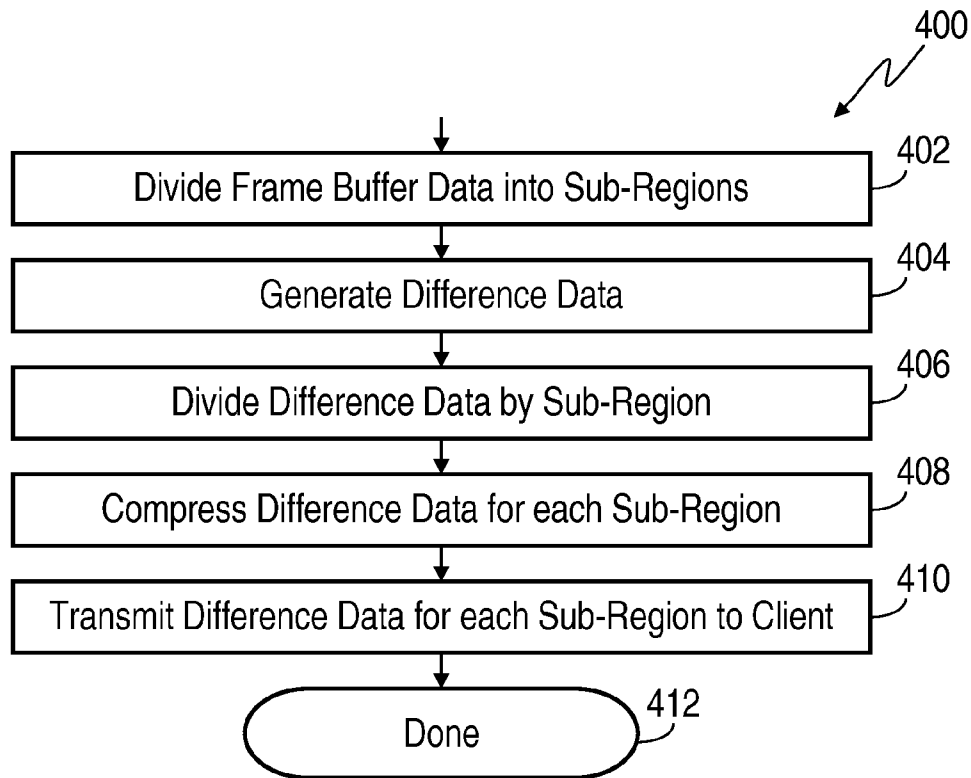 400
402
Divide Frame Buffer Data into Sub-Regions
404
Generate Difference Data
406
Divide Difference Data by Sub-Region
408
Compress Difference Data for each Sub-Region
410
Transmit Difference Data for each Sub-Region to Client
412
Done